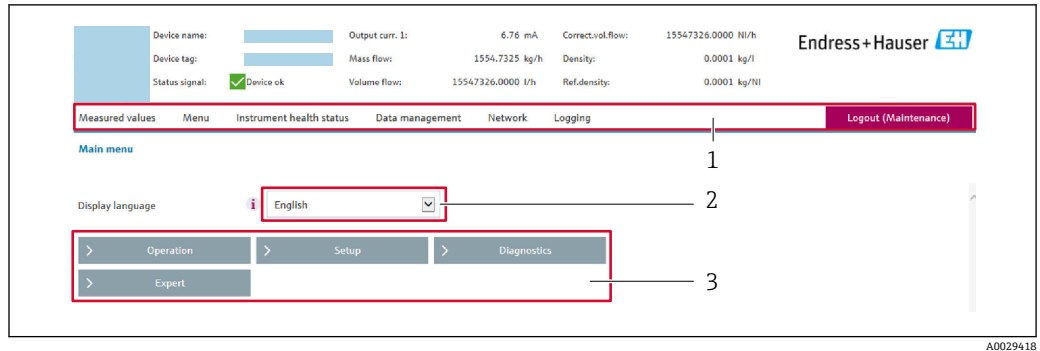 Device name: Output curr. 1: 6.76 mA Correct.vol.flow: 15547326.0000 Nl/h
Endress+Hauser EH
Device tag: Mass flow: 1554.7325 kg/h Density: 0.0001 kg/l
Status signal: Device ok Volume flow: 15547326.0000 l/h Ref.density: 0.0001 kg/Nl
Measured values Menu Instrument health status Data management Network Logging Logout (Maintenance)
1
Main menu
Display language i English 2
> Operation > Setup > Diagnostics
> Expert 3
A0029418